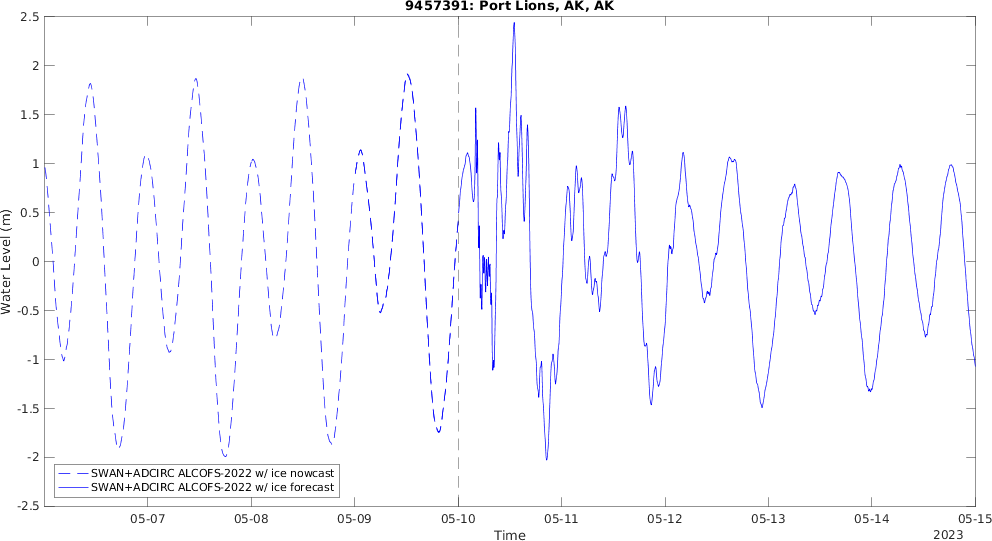 9457391: Port Lions, AK, AK
Water Level (m)
2.5
2
1.5
1
0.5
0
-0.5
-1
-1.5
-2
-2.5
SWAN+ADCIRC ALCOFS-2022 w/ ice nowcast
SWAN+ADCIRC ALCOFS-2022 w/ ice forecast
05-07 05-08 05-09 05-10 05-11 05-12 05-13 05-14 05-15
Time
2023